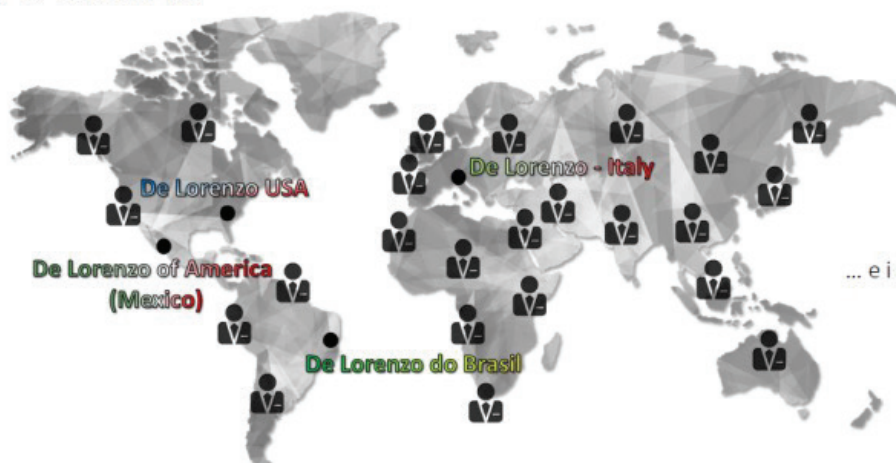 De Lorenzo USA
De Lorenzo - Italy
De Lorenzo of America
(Mexico)
... e i
De Lorenzo do Brasil